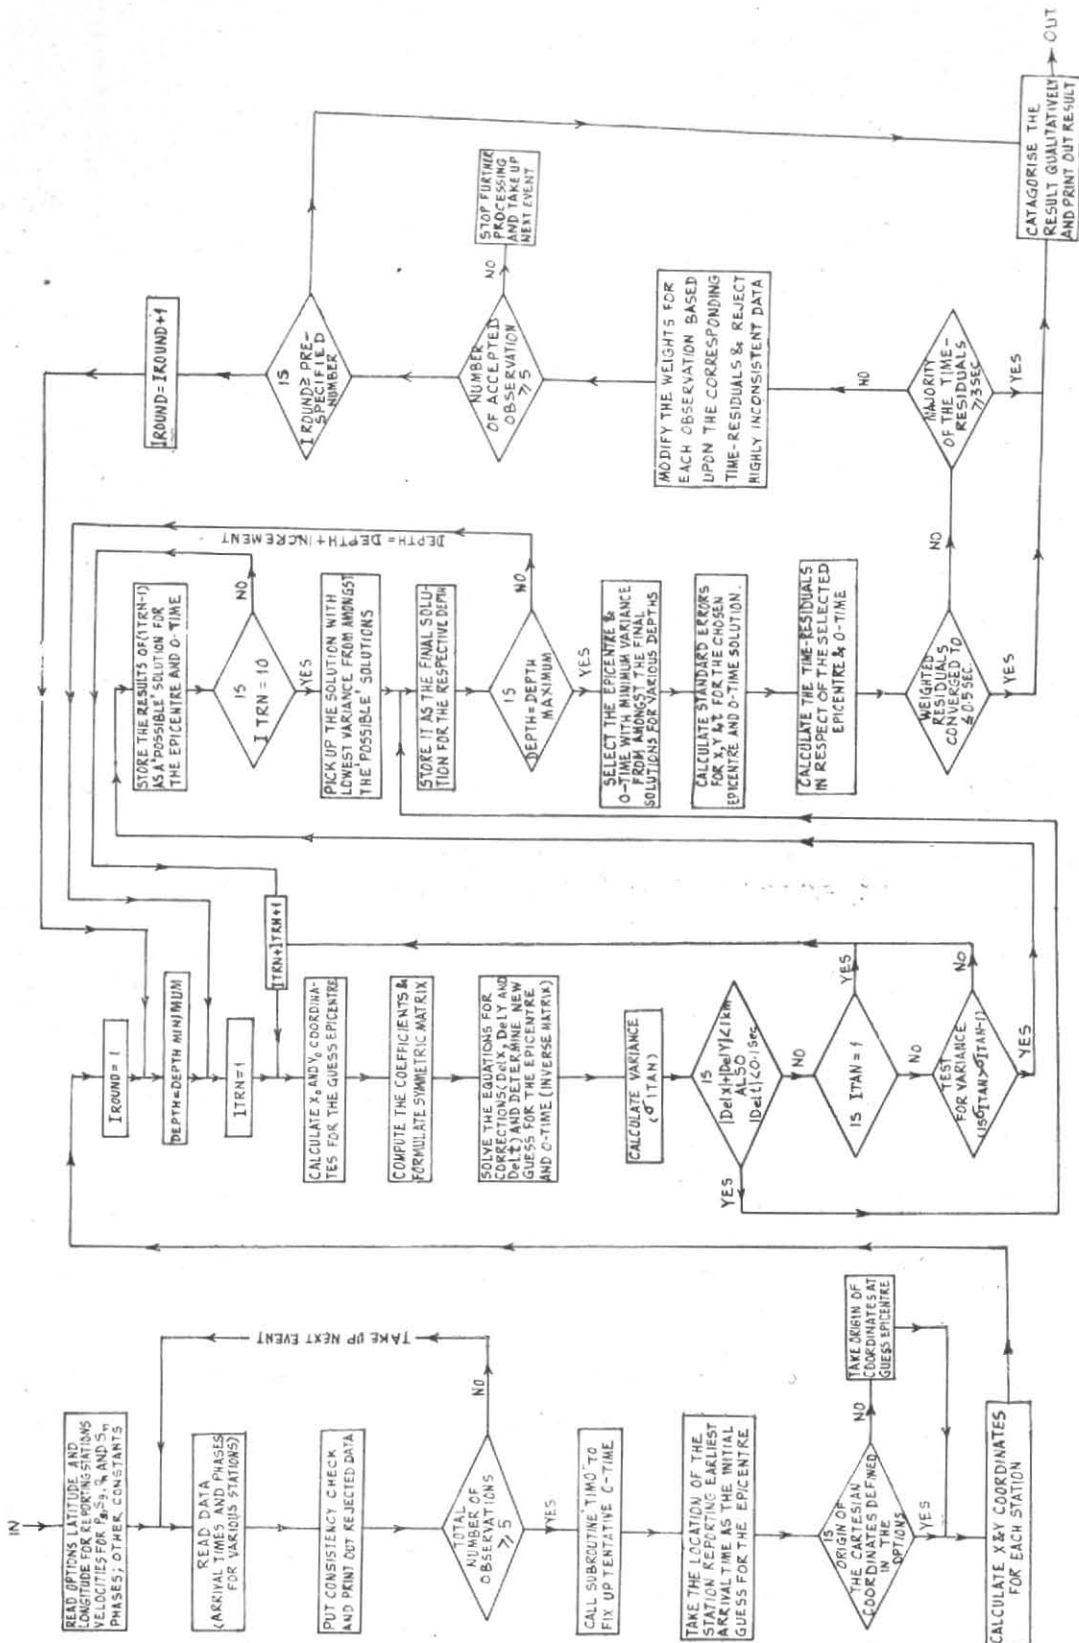 IN
READ OPTIONS LATITUDE AND
LONGITUDE FOR REPORTING STATIONS
VELOCITIES FOR
AND
PHASES; OTHER CONSTANTS
READ DATA
(ARRIVAL TIMES AND PHASES
FOR VARIOUS STATIONS)
TAKE UP NEXT EVENT
PUT CONSISTENCY CHECK
AND PRINT OUT REJECTED DATA
TOTAL
NUMBER OF
OBSERVATIONS
⩾5
NO
YES
CALL SUBROUTINE "TIMO" TO
FIX UP TENTATIVE O-TIME
TAKE THE LOCATION OF THE
STATION REPORTING EARLIEST
ARRIVAL TIME AS THE INITIAL
GUESS FOR THE EPICENTRE
IS
ORIGIN OF
THE CARTESIAN
COORDINATES DEFINED
IN THE
OPTIONS
NO
TAKE ORIGIN OF
COORDINATES AT
GUESS EPICENTRE
YES
CALCULATE X&Y COORDINATES
FOR EACH STATION
IROUND=1
DEPTH=DEPTH MINIMUM
ITRN=1
ITRN+ITRN+1
CALCULATE X₀ AND Y₀ COORDINA-
TES FOR THE GUESS EPICENTRE
COMPUTE THE COEFFICIENTS &
FORMULATE SYMMETRIC MATRIX
SOLVE THE EQUATIONS FOR
CORRECTIONS(Delx, DelY AND
Delt) AND DETERMINE NEW
GUESS FOR THE EPICENTRE
AND O-TIME (INVERSE MATRIX)
CALCULATE VARIANCE
(σ ITAN)
IS
|Delx|+|DelY|<1km
ALSO
|Delt|<0.1Sec
YES
NO
IS ITAN=1
YES
NO
TEST
FOR VARIANCE
(ISσITAN>σITAN-1)
NO
YES
STORE THE RESULTS OF(ITRN-1)
AS A 'POSSIBLE' SOLUTION FOR
THE EPICENTRE AND O-TIME
IS
ITRN=10
NO
YES
PICK UP THE SOLUTION WITH
LOWEST VARIANCE FROM AMONGST
THE 'POSSIBLE' SOLUTIONS
STORE IT AS THE FINAL SOLU-
TION FOR THE RESPECTIVE DEPTH
IS
DEPTH=DEPTH
MAXIMUM
NO
DEPTH=DEPTH+INCREMENT
YES
SELECT THE EPICENTRE &
O-TIME WITH MINIMUM VARIANCE
FROM AMONGST THE FINAL
SOLUTIONS FOR VARIOUS DEPTHS
CALCULATE STANDARD ERRORS
FOR X,Y &t FOR THE CHOSEN
EPICENTRE AND O-TIME SOLUTION.
CALCULATE THE TIME-RESIDUALS
IN RESPECT OF THE SELECTED
EPICENTRE & O-TIME
WEIGHTED
RESIDUALS
CONVERGED TO
0.5 SEC.
NO
YES
IROUND=IROUND+1
IS
IROUND≥PRE-
SPECIFIED
NUMBER
NUMBER
OF ACCEPTED
OBSERVATION
⩾5
NO
STOP FURTHER
PROCESSING
AND TAKE UP
NEXT EVENT
MODIFY THE WEIGHTS FOR
EACH OBSERVATION BASED
UPON THE CORRESPONDING
TIME-RESIDUALS & REJECT
HIGHLY INCONSISTENT DATA
NO
MAJORITY
OF THE TIME-
RESIDUALS
⩾3SEC
YES
CATAGORISE THE
RESULT QUALITATIVELY
AND PRINT OUT RESULT
OUT